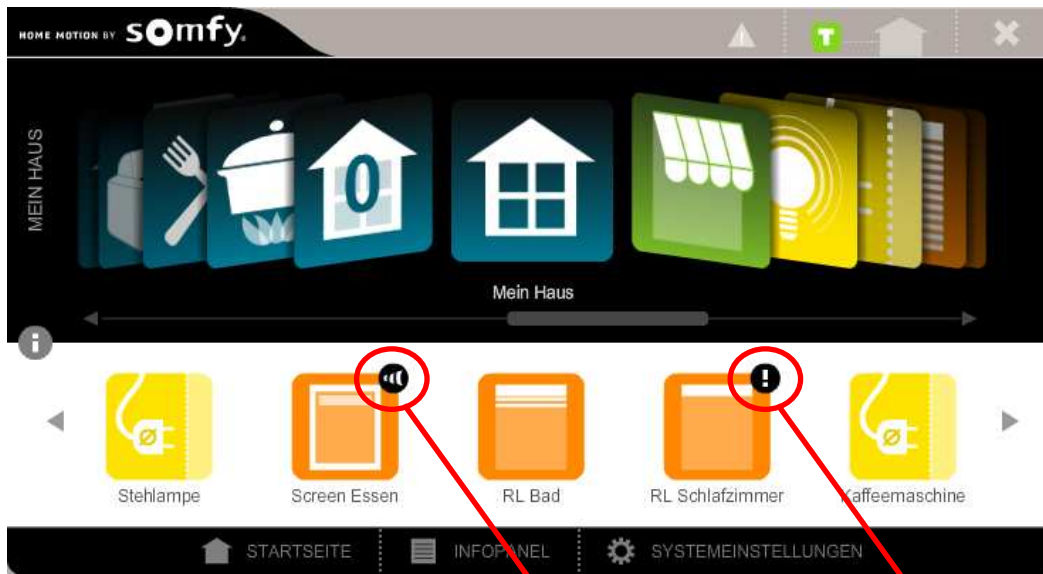 HOME MOTION BY somfy.
T
MEIN HAUS
0
Mein Haus
i
!
Stehlampe
Screen Essen
RL Bad
RL Schlafzimmer
Kaffeemaschine
STARTSEITE
INFOPANEL
SYSTEMEINSTELLUNGEN